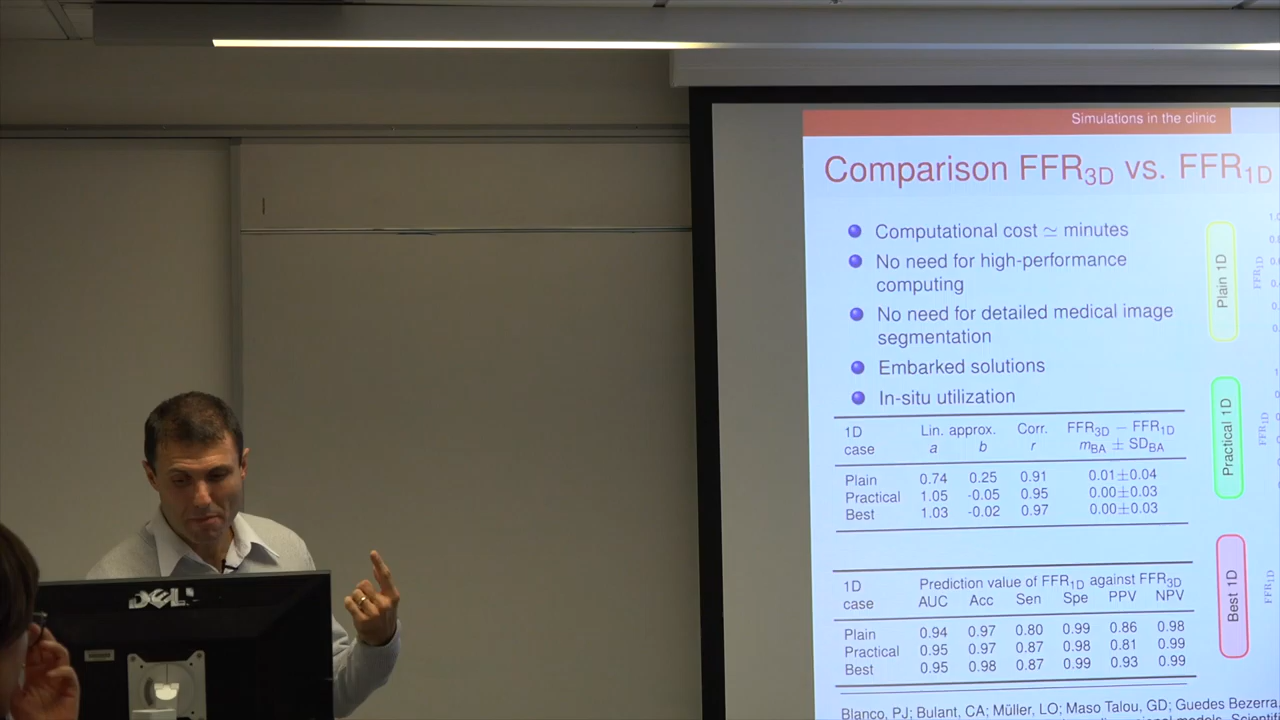 Simulations in the clinic
Comparison FFR3D vs. FFR1D
Computational cost ≃ minutes
No need for high-performance
computing
No need for detailed medical image
segmentation
Embarked solutions
In-situ utilization
1D Lin. approx. Corr. FFR3D − FFR1D
case a b r mBA ± SDBA
Plain 0.74 0.25 0.91 0.01±0.04
Practical 1.05 -0.05 0.95 0.00±0.03
Best 1.03 -0.02 0.97 0.00±0.03
1D Prediction value of FFR1D against FFR3D
case AUC Acc Sen Spe PPV NPV
Plain 0.94 0.97 0.80 0.99 0.86 0.98
Practical 0.95 0.97 0.87 0.98 0.81 0.99
Best 0.95 0.98 0.87 0.99 0.93 0.99
Blanco, PJ; Bulant, CA; Müller, LO; Maso Talou, GD; Guedes Bezerra,
Plain 1D
FFR1D
Practical 1D
FFR1D
Best 1D
FFR1D
DELL